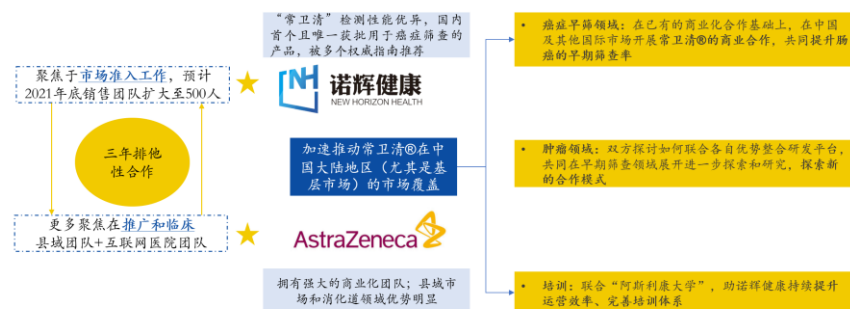 “常卫清”检测性能优异，国内
首个且唯一获批用于癌症筛查的
产品，被多个权威指南推荐
聚焦于市场准入工作，预计
2021年底销售团队扩大至500人
诺辉健康
NEW HORIZON HEALTH
三年排他
性合作
加速推动常卫清®在中
国大陆地区（尤其是基
层市场）的市场覆盖
更多聚焦在推广和临床
县域团队+互联网医院团队
AstraZeneca
拥有强大的商业化团队；县域市
场和消化道领域优势明显
• 癌症早筛领域：在已有的商业化合作基础上，在中国
及其他国际市场开展常卫清®的商业合作，共同提升肠
癌的早期筛查率
• 肿瘤领域：双方探讨如何联合各自优势整合研发平台，
共同在早期筛查领域展开进一步探索和研究，探索新
的合作模式
• 培训：联合“阿斯利康大学”，助诺辉健康持续提升
运营效率、完善培训体系